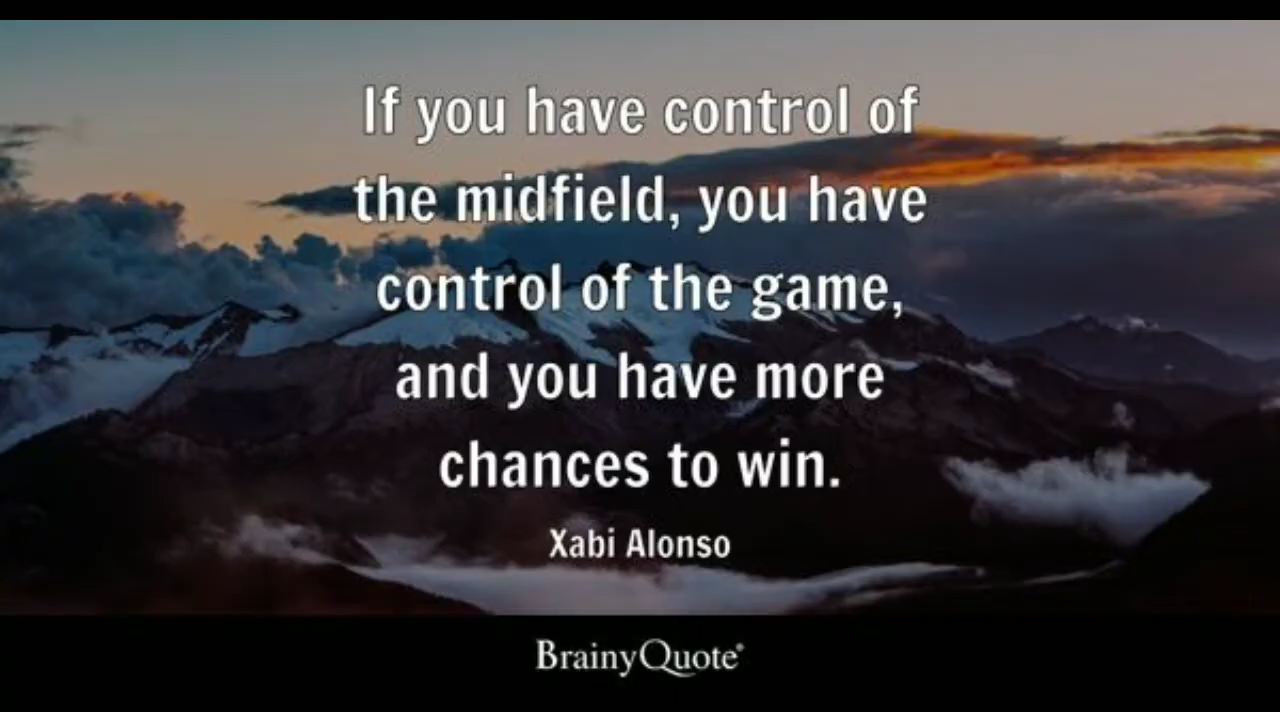 If you have control of
the midfield, you have
control of the game,
and you have more
chances to win.
Xabi Alonso
BrainyQuote®